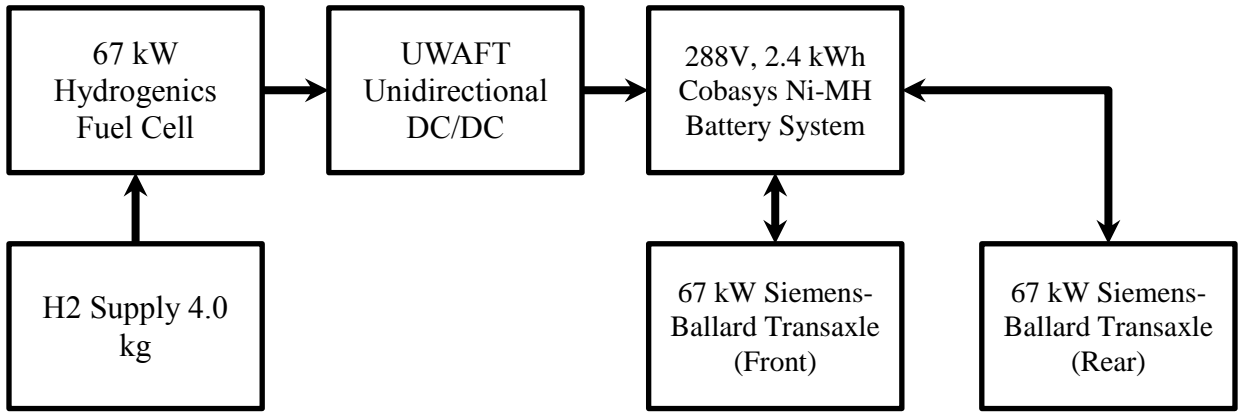 67 kW
Hydrogenics
Fuel Cell
UWAFT
Unidirectional
DC/DC
288V, 2.4 kWh
Cobasys Ni-MH
Battery System
H2 Supply 4.0
kg
67 kW Siemens-
Ballard Transaxle
(Front)
67 kW Siemens-
Ballard Transaxle
(Rear)